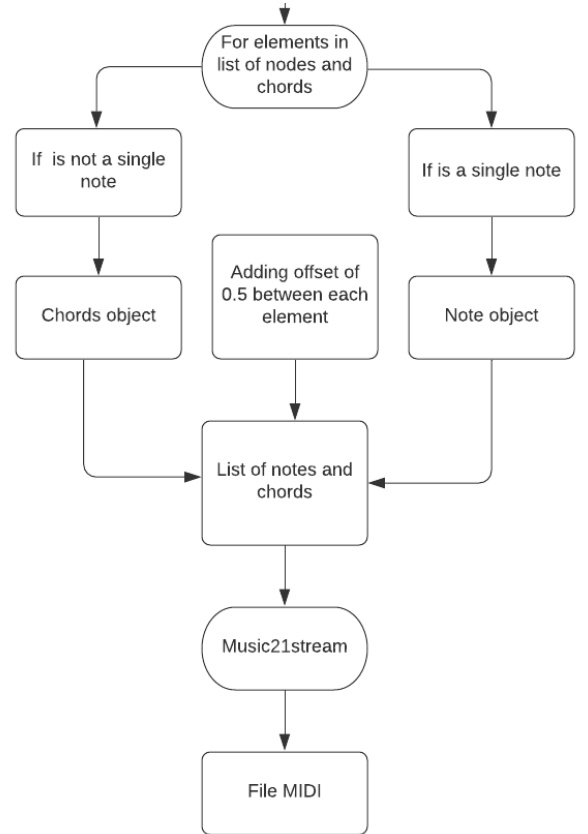 For elements in
list of nodes and
chords
If  is not a single
note
If is a single note
Adding offset of
0.5 between each
element
Chords object
Note object
List of notes and
chords
Music21stream
File MIDI